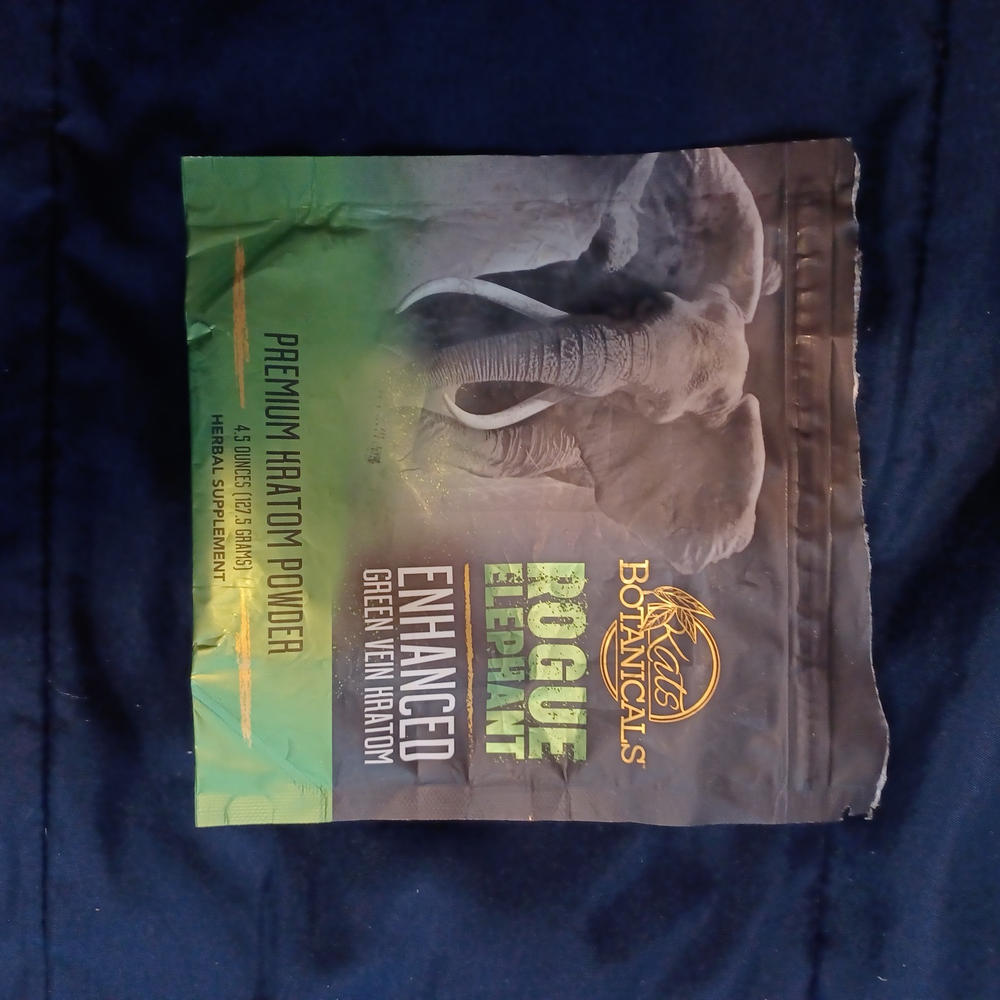 Kats
BOTANICALS
ROGUE
ELEPHANT
ENHANCED
GREEN VEIN KRATOM
PREMIUM KRATOM POWDER
4.5 OUNCES (127.5 GRAMS)
HERBAL SUPPLEMENT